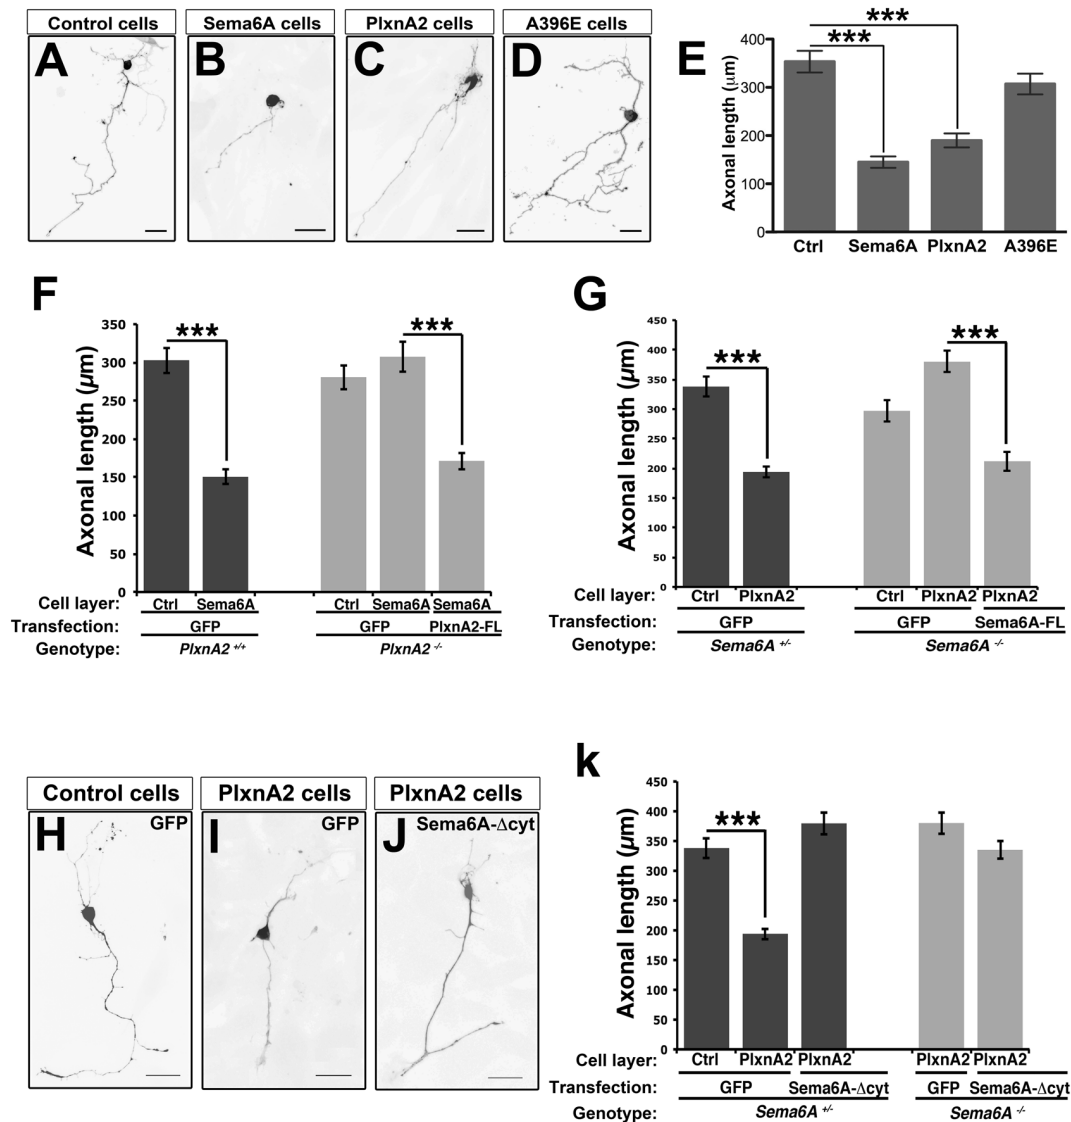 Control cells Sema6A cells PlxnA2 cells A396E cells
A B C D
E
*** ***
Axonal length (μm)
400
300
200
100
0
Ctrl Sema6A PlxnA2 A396E
F
Axonal length (µm)
350
300
250
200
150
100
50
0
*** ***
Cell layer: Ctrl Sema6A Ctrl Sema6A Sema6A
Transfection: GFP GFP PlxnA2-FL
Genotype: PlxnA2 +/+ PlxnA2 -/-
G
Axonal length (µm)
450
400
350
300
250
200
150
100
50
0
*** ***
Cell layer: Ctrl PlxnA2 Ctrl PlxnA2 PlxnA2
Transfection: GFP GFP Sema6A-FL
Genotype: Sema6A +/- Sema6A -/-
Control cells PlxnA2 cells PlxnA2 cells
H GFP I GFP J Sema6A-Δcyt
k
Axonal length (µm)
450
400
350
300
250
200
150
100
50
0
***
Cell layer: Ctrl PlxnA2 PlxnA2 PlxnA2 PlxnA2
Transfection: GFP Sema6A-Δcyt GFP Sema6A-Δcyt
Genotype: Sema6A +/- Sema6A -/-